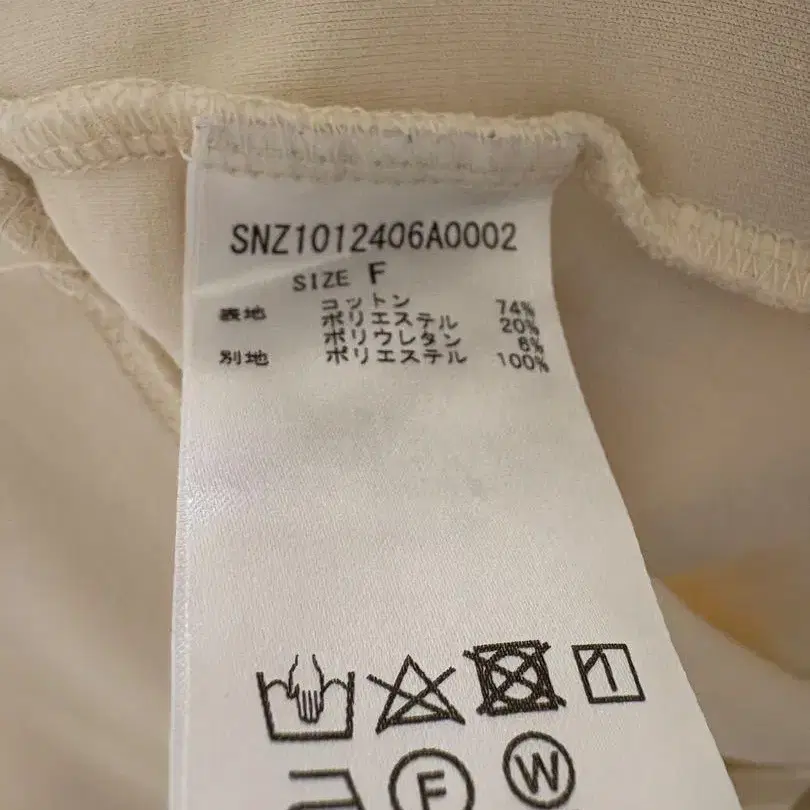 SNZ1012406A0002
SIZE F
表地 コットン 74%
ポリエステル 20%
ポリウレタン 6%
別地 ポリエステル 100%
F
W